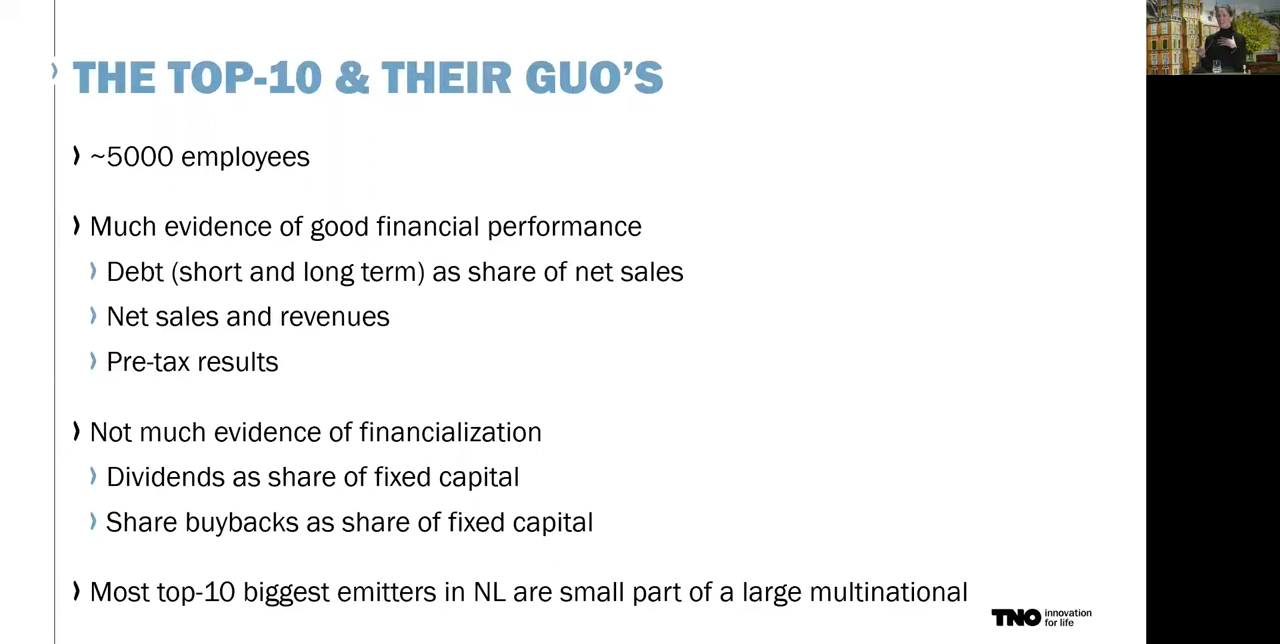 THE TOP-10 & THEIR GUO'S
~5000 employees
Much evidence of good financial performance
Debt (short and long term) as share of net sales
Net sales and revenues
Pre-tax results
Not much evidence of financialization
Dividends as share of fixed capital
Share buybacks as share of fixed capital
Most top-10 biggest emitters in NL are small part of a large multinational
TNO innovation
for life